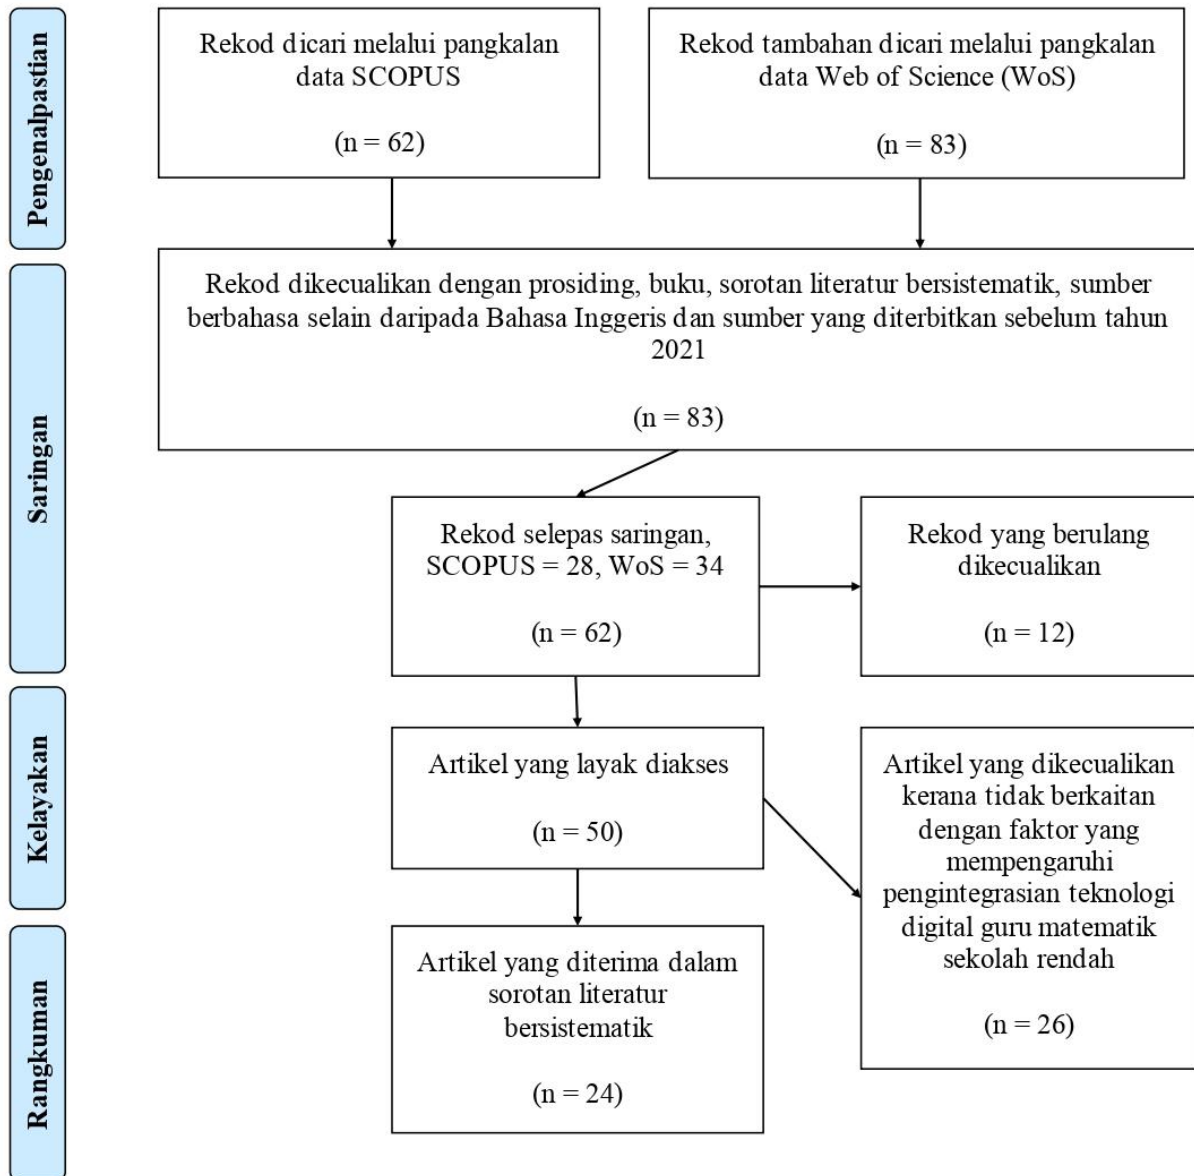 Pengenalpastian
Rekod dicari melalui pangkalan
data SCOPUS
(n = 62)
Rekod tambahan dicari melalui pangkalan
data Web of Science (WoS)
(n = 83)
Saringan
Rekod dikecualikan dengan prosiding, buku, sorotan literatur bersistematik, sumber
berbahasa selain daripada Bahasa Inggeris dan sumber yang diterbitkan sebelum tahun
2021
(n = 83)
Rekod selepas saringan,
SCOPUS = 28, WoS = 34
(n = 62)
Rekod yang berulang
dikecualikan
(n = 12)
Kelayakan
Artikel yang layak diakses
(n = 50)
Artikel yang dikecualikan
kerana tidak berkaitan
dengan faktor yang
mempengaruhi
pengintegrasian teknologi
digital guru matematik
sekolah rendah
(n = 26)
Rangkuman
Artikel yang diterima dalam
sorotan literatur
bersistematik
(n = 24)